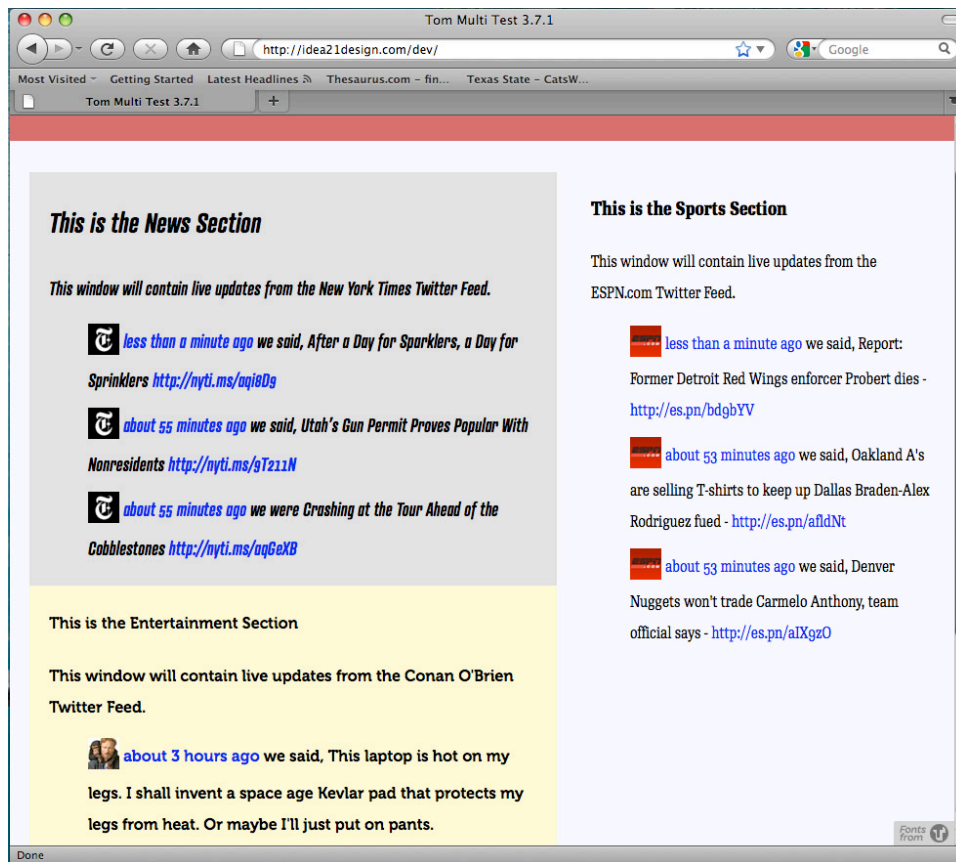 Tom Multi Test 3.7.1
http://idea21design.com/dev/
Google
Most Visited Getting Started Latest Headlines Thesaurus.com – fin... Texas State – CatsW...
Tom Multi Test 3.7.1
This is the News Section
This window will contain live updates from the New York Times Twitter Feed.
less than a minute ago we said, After a Day for Sparklers, a Day for
Sprinklers http://nyti.ms/aqi8D9
about 55 minutes ago we said, Utah's Gun Permit Proves Popular With
Nonresidents http://nyti.ms/9T211N
about 55 minutes ago we were Crashing at the Tour Ahead of the
Cobblestones http://nyti.ms/aqGeXB
This is the Entertainment Section
This window will contain live updates from the Conan O'Brien
Twitter Feed.
about 3 hours ago we said, This laptop is hot on my
legs. I shall invent a space age Kevlar pad that protects my
legs from heat. Or maybe I'll just put on pants.
This is the Sports Section
This window will contain live updates from the
ESPN.com Twitter Feed.
ESPN less than a minute ago we said, Report:
Former Detroit Red Wings enforcer Probert dies -
http://es.pn/bd9bYV
ESPN about 53 minutes ago we said, Oakland A's
are selling T-shirts to keep up Dallas Braden-Alex
Rodriguez fued - http://es.pn/afldNt
ESPN about 53 minutes ago we said, Denver
Nuggets won't trade Carmelo Anthony, team
official says - http://es.pn/aIX9zO
Fonts
from
Done